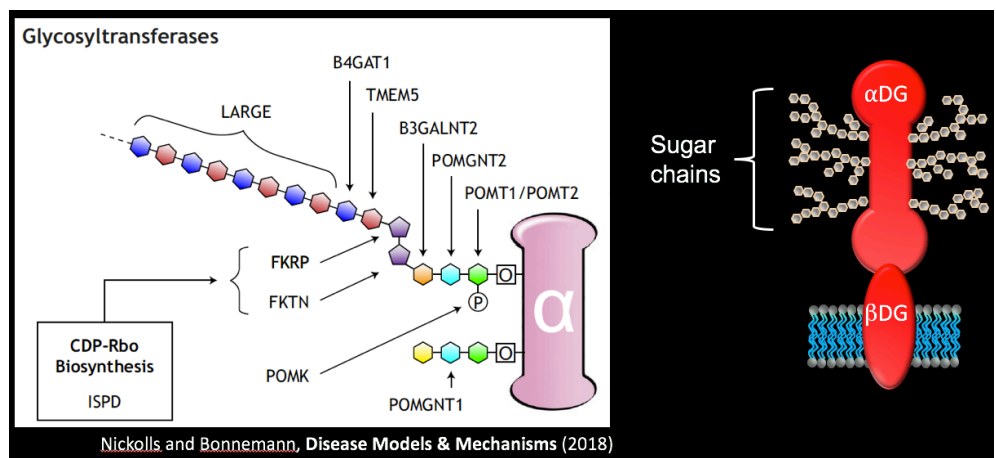 Glycosyltransferases
B4GAT1
TMEM5
LARGE
B3GALNT2
POMGNT2
POMT1/POMT2
FKRP
FKTN
O
P
α
CDP-Rbo
Biosynthesis
ISPD
POMK
O
POMGNT1
Nickolls and Bonnemann, Disease Models & Mechanisms (2018)
Sugar
chains
αDG
βDG